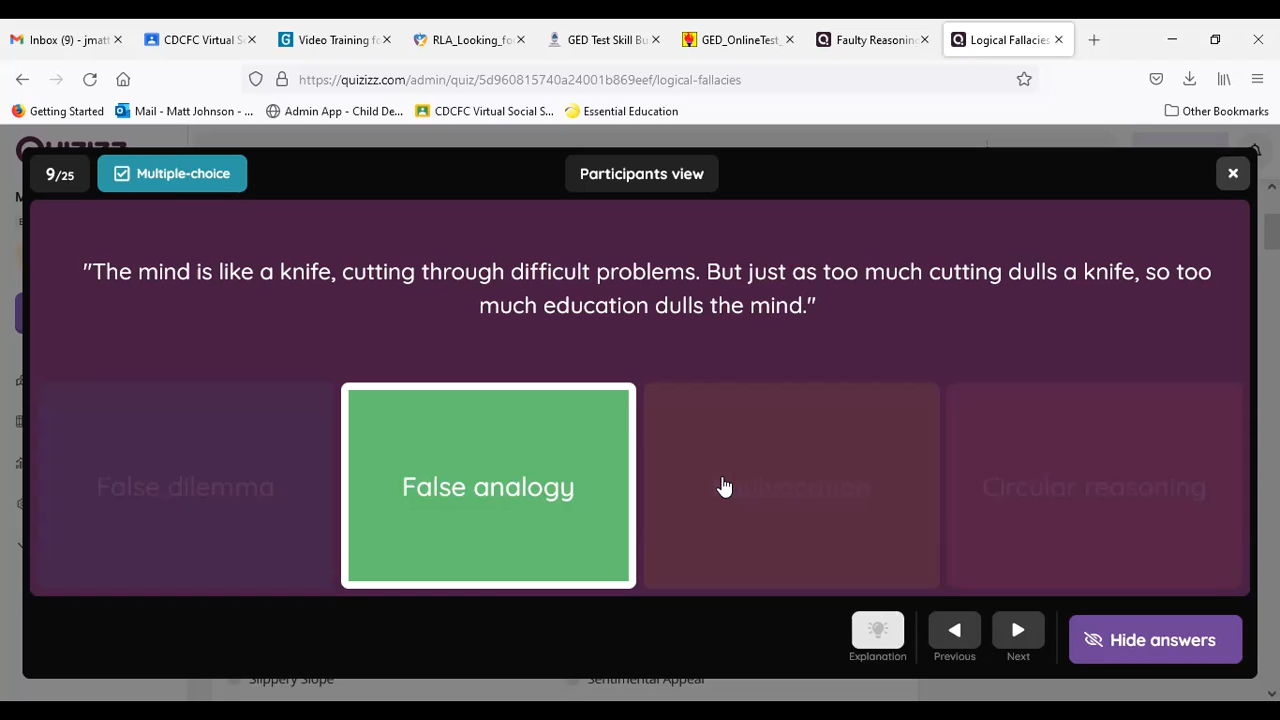 Inbox (9) - jmatt
CDCFC Virtual S
Video Training fo
RLA_Looking_fo
GED Test Skill Bu
GED_OnlineTest_
Faulty Reasoning
Logical Fallacies
https://quizizz.com/admin/quiz/5d960815740a24001b869eef/logical-fallacies
Getting Started
Mail - Matt Johnson - ...
Admin App - Child De...
CDCFC Virtual Social S...
Essential Education
Other Bookmarks
9/25
Multiple-choice
Participants view
"The mind is like a knife, cutting through difficult problems. But just as too much cutting dulls a knife, so too
much education dulls the mind."
False dilemma
False analogy
Circular reasoning
Explanation
Previous
Next
Hide answers
Slippery Slope
Sentimental Appeal